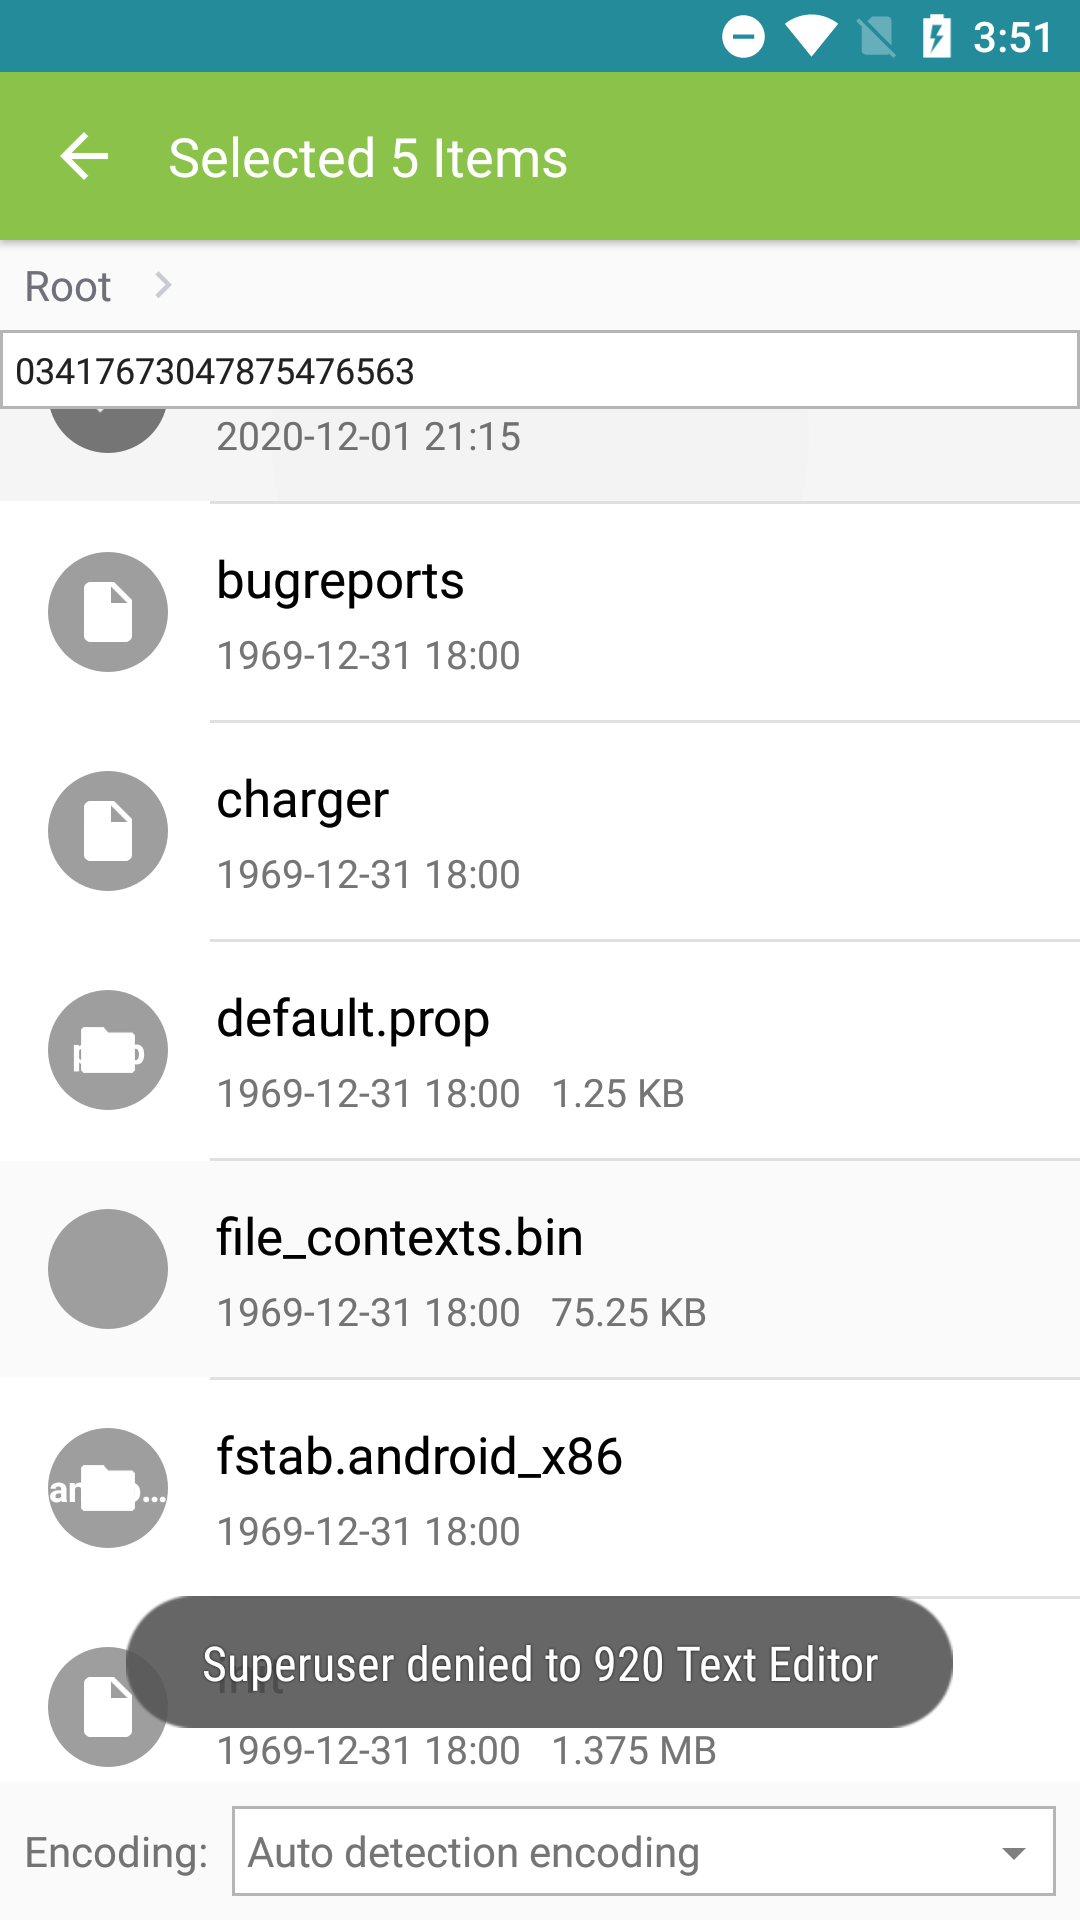 3:51
Selected 5 Items
Root
03417673047875476563
2020-12-01 21:15
bugreports
1969-12-31 18:00
charger
1969-12-31 18:00
default.prop
1969-12-31 18:00 1.25 KB
file_contexts.bin
1969-12-31 18:00 75.25 KB
fstab.android_x86
1969-12-31 18:00
Superuser denied to 920 Text Editor
1969-12-31 18:00 1.375 MB
Encoding: Auto detection encoding